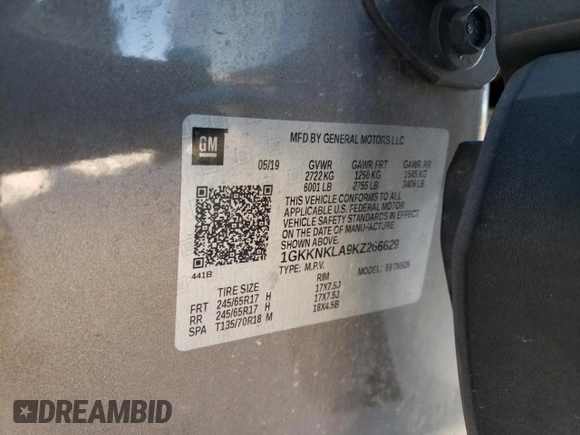 GM
MFD BY GENERAL MOTORS LLC
05/19 GVWR GAWR FRT GAWR RR
2722 KG 1250 KG 1545 KG
6001 LB 2755 LB 3406 LB
THIS VEHICLE CONFORMS TO ALL
APPLICABLE U.S. FEDERAL MOTOR
VEHICLE SAFETY STANDARDS IN EFFECT
ON THE DATE OF MANUFACTURE
SHOWN ABOVE.
1GKKNKLA9KZ266629
441B
TYPE: M.P.V. MODEL:
TIRE SIZE RIM
FRT 245/65R17 H 17X7.5J
RR 245/65R17 H 17X7.5J
SPA T135/70R18 M 18X4.5B
DREAMBID